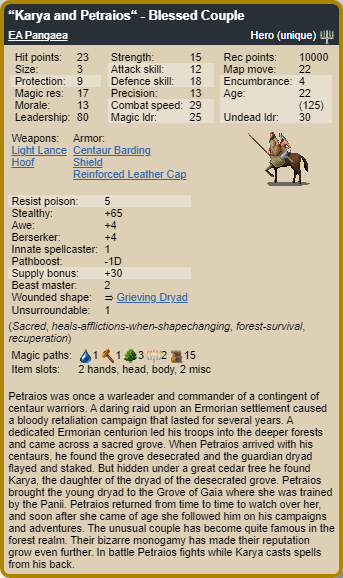 “Karya and Petraios“ - Blessed Couple
EA Pangaea Hero (unique)
Hit points: 23 Strength: 15 Rec points: 10000
Size: 3 Attack skill: 12 Map move: 22
Protection: 9 Defence skill: 18 Encumbrance: 4
Magic res: 17 Precision: 13 Age: 22
Morale: 13 Combat speed: 29 (125)
Leadership: 80 Magic ldr: 25 Undead ldr: 30
Weapons: Armor:
Light Lance Centaur Barding
Hoof Shield
Reinforced Leather Cap
Resist poison: 5
Stealthy: +65
Awe: +4
Berserker: +4
Innate spellcaster: 1
Pathboost: -1D
Supply bonus: +30
Beast master: 2
Wounded shape: ⇒ Grieving Dryad
Unsurroundable: 1
(Sacred, heals-afflictions-when-shapechanging, forest-survival,
recuperation)
Magic paths: 1 1 3 2 15
Item slots: 2 hands, head, body, 2 misc
Petraios was once a warleader and commander of a contingent of
centaur warriors. A daring raid upon an Ermorian settlement caused
a bloody retaliation campaign that lasted for several years. A
dedicated Ermorian centurion led his troops into the deeper forests
and came across a sacred grove. When Petraios arrived with his
centaurs, he found the grove desecrated and the guardian dryad
flayed and staked. But hidden under a great cedar tree he found
Karya, the daughter of the dryad of the desecrated grove. Petraios
brought the young dryad to the Grove of Gaia where she was trained
by the Panii. Petraios returned from time to time to watch over her,
and soon after she came of age she followed him on his campaigns
and adventures. The unusual couple has become quite famous in the
forest realm. Their bizarre monogamy has made their reputation
grow even further. In battle Petraios fights while Karya casts spells
from his back.